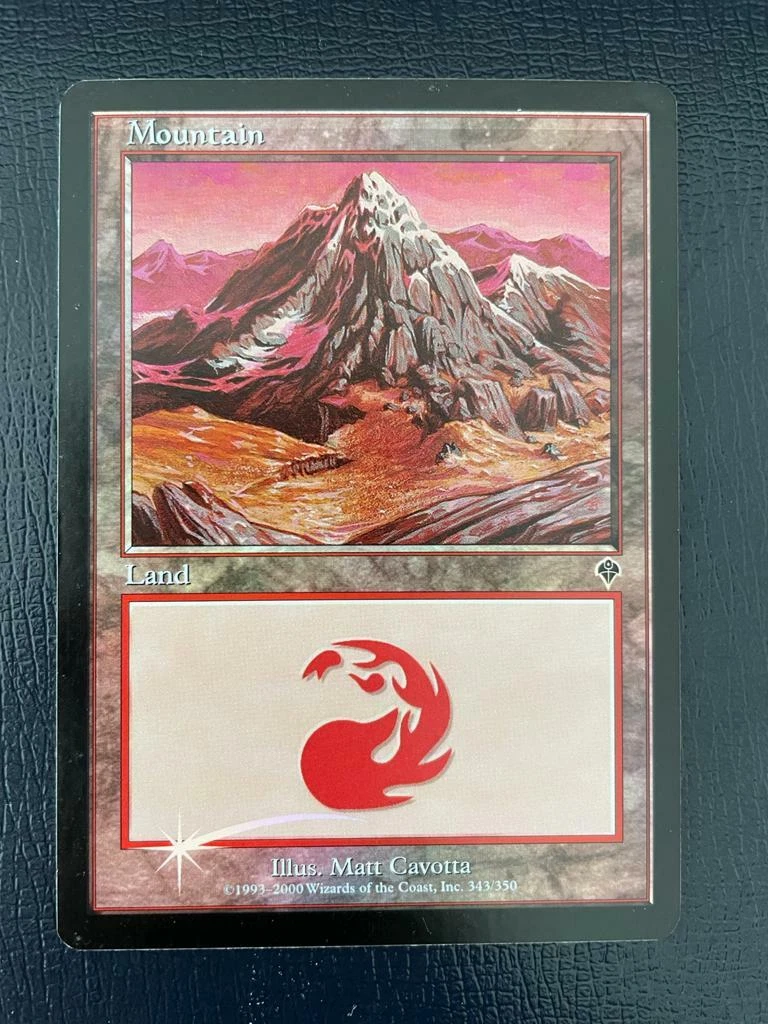 Mountain
Land
Illus. Matt Cavotta
©1993–2000 Wizards of the Coast, Inc. 343/350